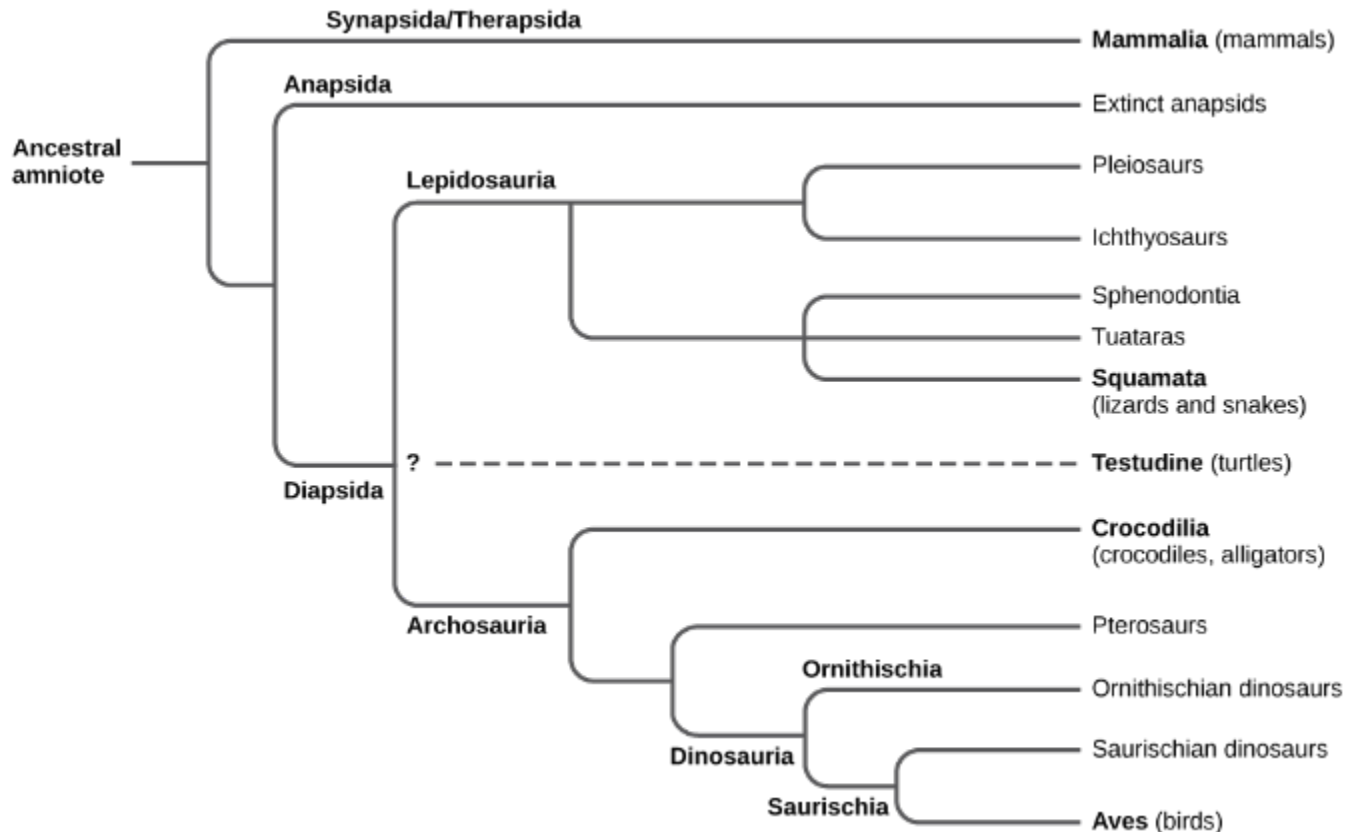 Synapsida/Therapsida
Mammalia (mammals)
Anapsida
Extinct anapsids
Ancestral
amniote
Pleiosaurs
Lepidosauria
Ichthyosaurs
Sphenodontia
Tuataras
Squamata
(lizards and snakes)
?
Testudine (turtles)
Diapsida
Crocodilia
(crocodiles, alligators)
Archosauria
Pterosaurs
Ornithischia
Ornithischian dinosaurs
Dinosauria
Saurischian dinosaurs
Saurischia
Aves (birds)